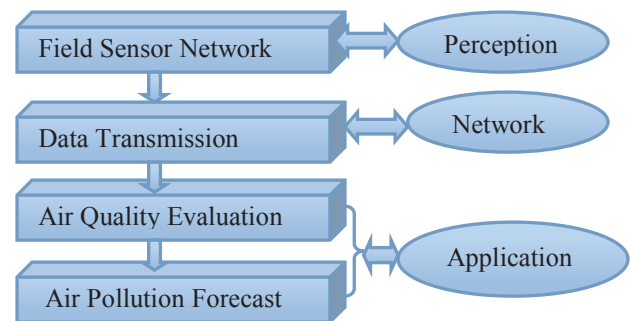 Field Sensor Network
Perception
Data Transmission
Network
Air Quality Evaluation
Application
Air Pollution Forecast